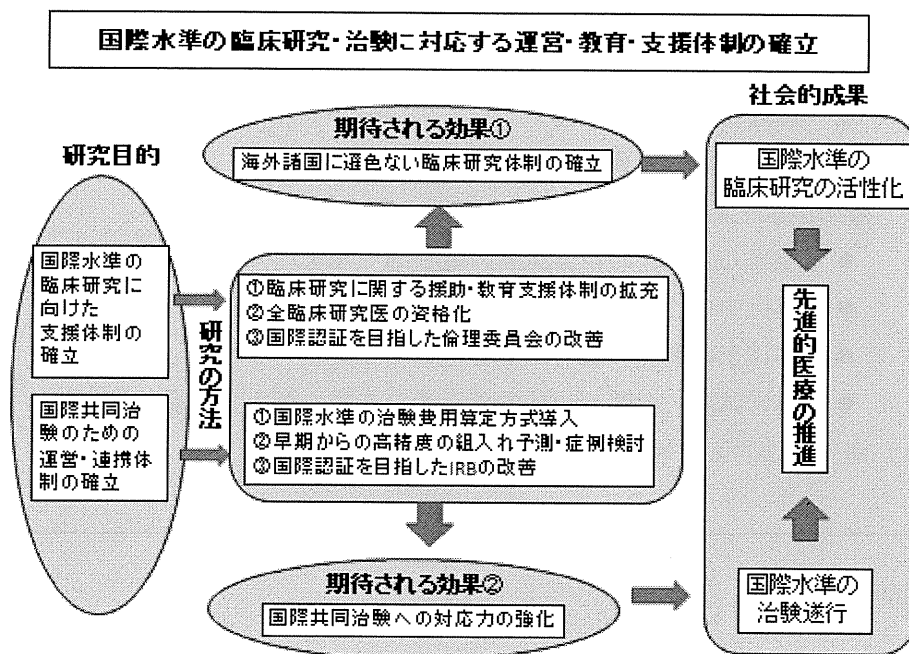 国際水準の臨床研究・治験に対応する運営・教育・支援体制の確立
研究目的
国際水準の
臨床研究に
向けた
支援体制の
確立
国際共同治
験のための
運営・連携体
制の確立
研究の方法
期待される効果①
海外諸国に遜色ない臨床研究体制の確立
①臨床研究に関する援助・教育支援体制の拡充
②全臨床研究医の資格化
③国際認証を目指した倫理委員会の改善
①国際水準の治験費用算定方式導入
②早期からの高精度の組入れ予測・症例検討
③国際認証を目指したIRBの改善
期待される効果②
国際共同治験への対応力の強化
社会的成果
国際水準の
臨床研究の活性化
先進的医療の推進
国際水準の
治験遂行